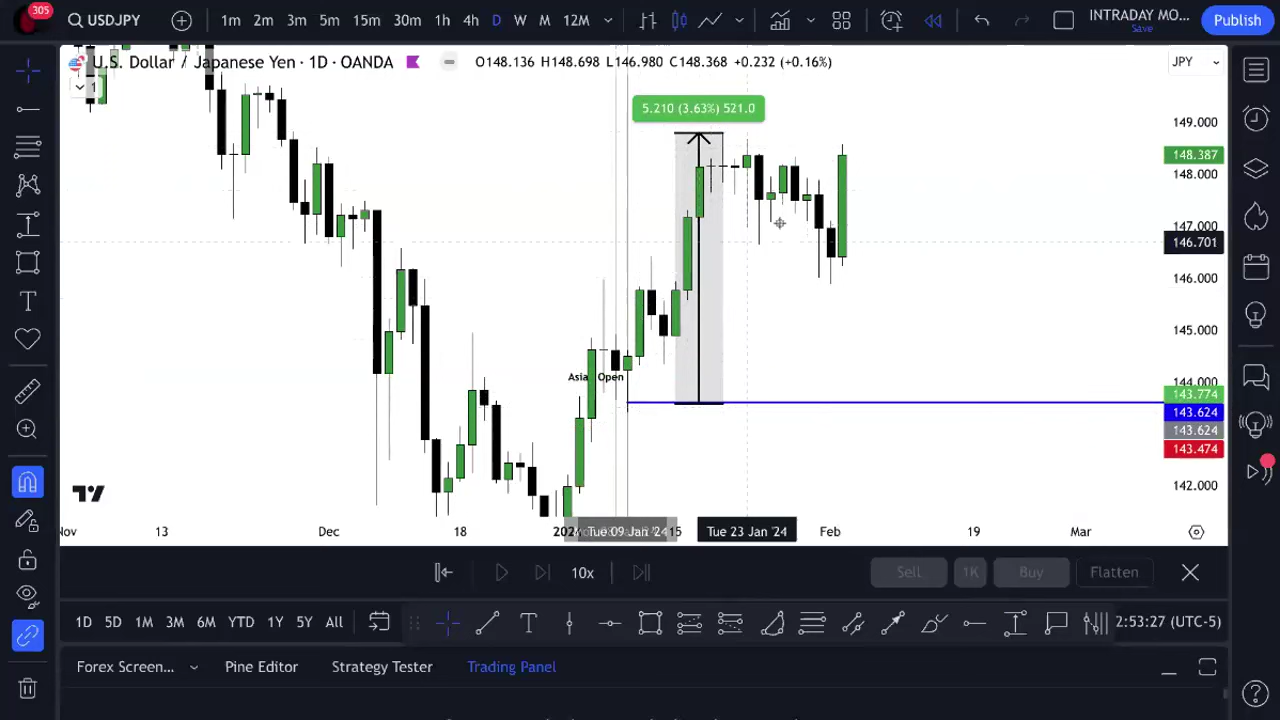 305
USDJPY
1m 2m 3m 5m 15m 30m 1h 4h D W M 12M
INTRADAY MO...
Save
Publish
U.S. Dollar / Japanese Yen · 1D · OANDA
O148.136 H148.698 L146.980 C148.368 +0.232 (+0.16%)
JPY
1
5.210 (3.63%) 521.0
149.000
148.387
148.000
147.000
146.701
146.000
145.000
144.000
143.774
143.624
143.624
143.474
142.000
Asian Open
Nov 13 Dec 18 Tue 09 Jan '24 15 Tue 23 Jan '24 Feb 19 Mar
10x
Sell 1K Buy Flatten
1D 5D 1M 3M 6M YTD 1Y 5Y All
2:53:27 (UTC-5)
Forex Screen... Pine Editor Strategy Tester Trading Panel